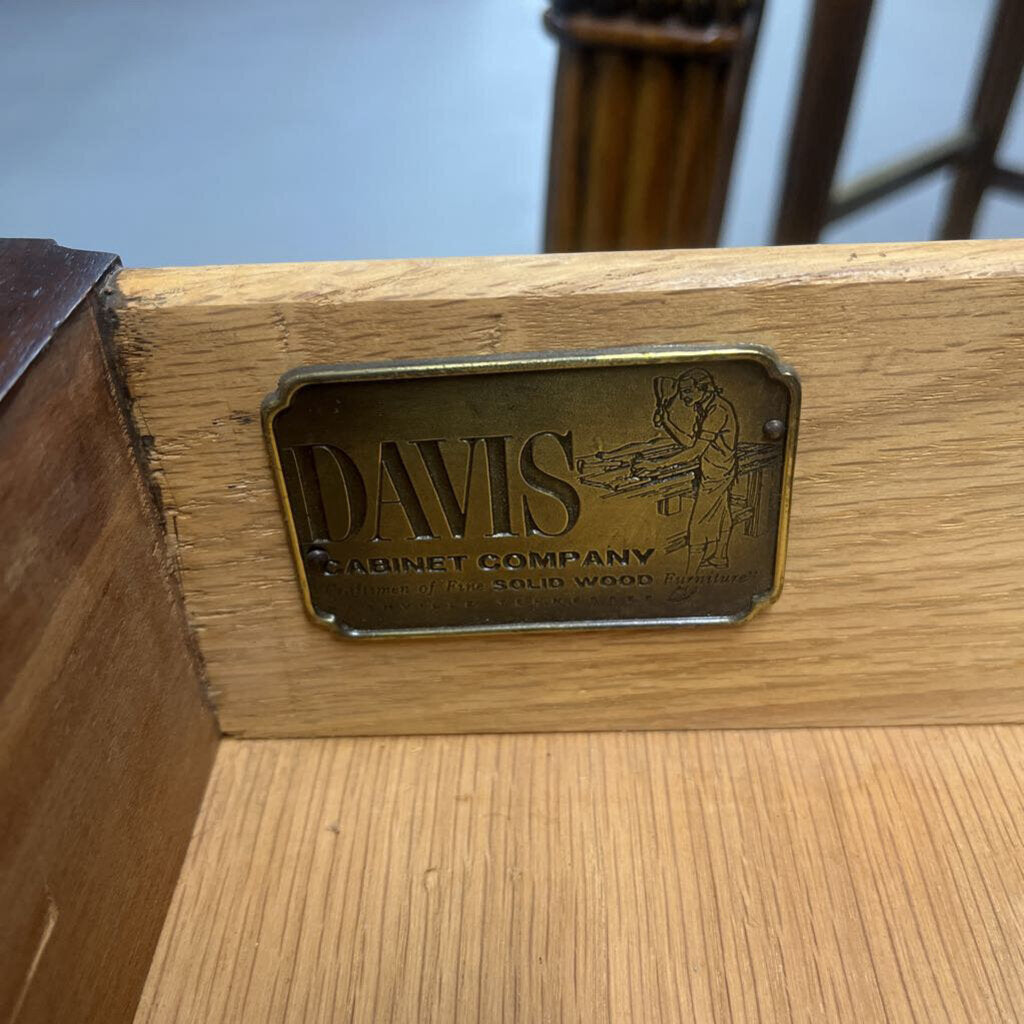 DAVIS
CABINET COMPANY
Craftsmen of Fine SOLID WOOD Furniture"